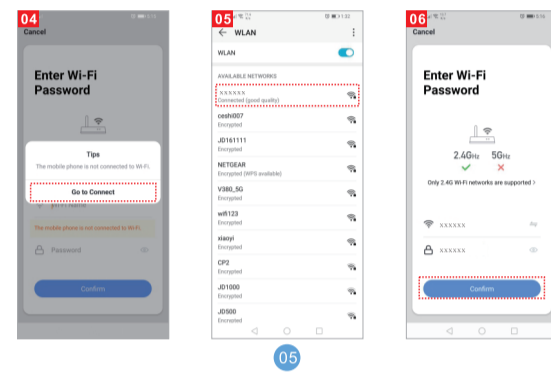 04
Cancel
Enter Wi-Fi
Password
Tips
The mobile phone is not connected to Wi-Fi.
Go to Connect
Wi-Fi Name
The mobile phone is not connected to Wi-Fi.
Password
Confirm
05
WLAN
WLAN
AVAILABLE NETWORKS
xxxxxx
Connected (good quality)
ceshi007
Encrypted
JD161111
Encrypted
NETGEAR
Encrypted (WPS available)
V380_5G
Encrypted
wifi123
Encrypted
xiaoyi
Encrypted
CP2
Encrypted
JD1000
Encrypted
JD500
Encrypted
06
Cancel
Enter Wi-Fi
Password
2.4GHz 5GHz
Only 2.4G Wi-Fi networks are supported >
xxxxxx
xxxxxx
Confirm
05